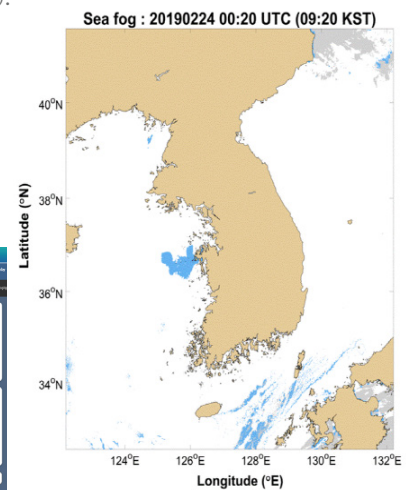 Sea fog : 20190224 00:20 UTC (09:20 KST)
40°N
38°N
36°N
34°N
Latitude (°N)
124°E 126°E 128°E 130°E 132°E
Longitude (°E)